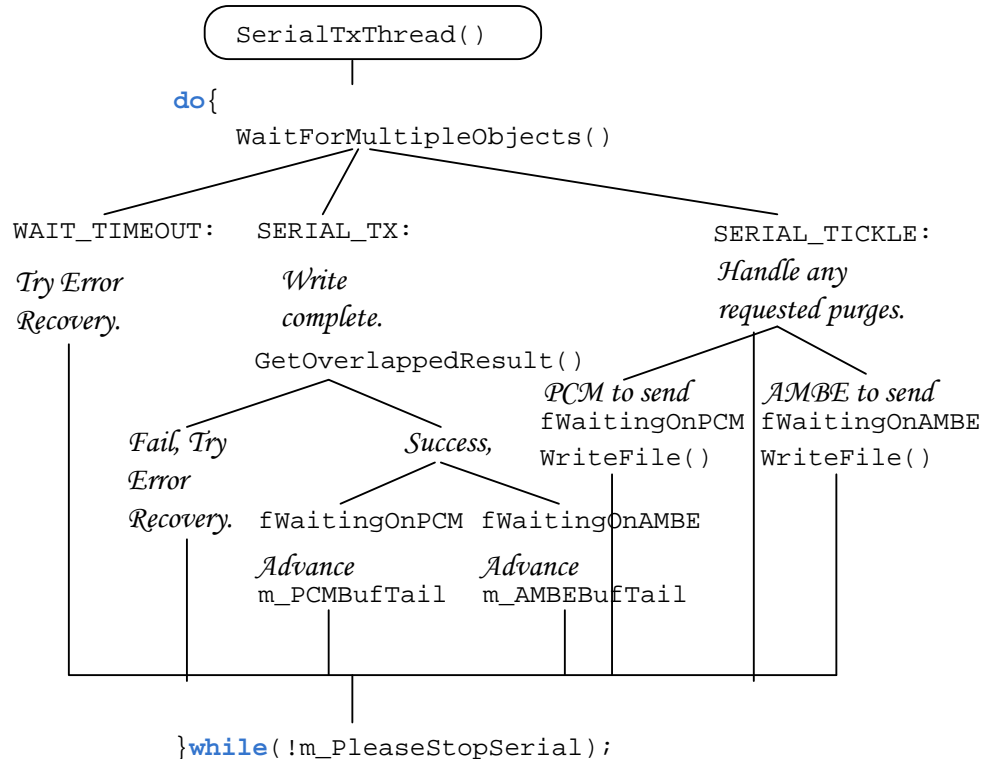 SerialTxThread()
do{
WaitForMultipleObjects()
WAIT_TIMEOUT:
Try Error
Recovery.
SERIAL_TX:
Write
complete.
GetOverlappedResult()
Fail, Try
Error
Recovery.
Success,
fWaitingOnPCM
Advance
m_PCMBufTail
fWaitingOnAMBE
Advance
m_AMBEBufTail
SERIAL_TICKLE:
Handle any
requested purges.
PCM to send
fWaitingOnPCM
WriteFile()
AMBE to send
fWaitingOnAMBE
WriteFile()
}while(!m_PleaseStopSerial);